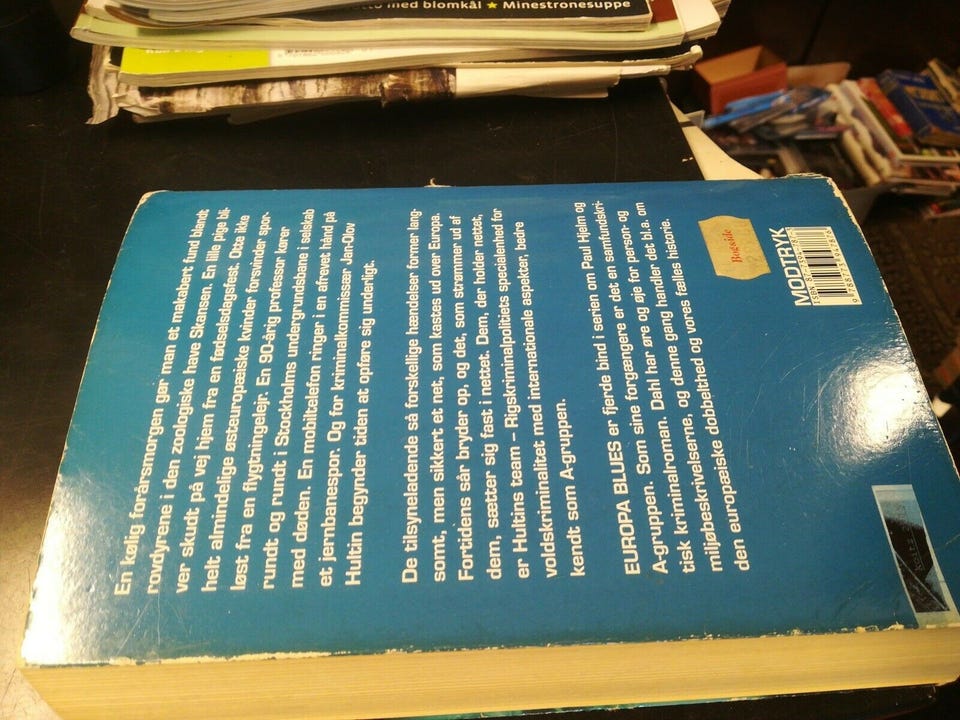 med blomkål ★ Minestronesuppe
En kølig forårsmorgen gør man et makabert fund blandt
rovdyrene i den zoologiske have Skansen. En lille pige bli-
ver skudt på vej hjem fra en fødselsdagsfest. Otte ikke
helt almindelige østeuropæiske kvinder forsvinder spor-
løst fra en flygtningelejr. En 90-årig professor kører
rundt og rundt i Stockholms undergrundsbane i selskab
med døden. En mobiltelefon ringer i en afrevet hånd på
et jernbanespor. Og for kriminalkommissær Jan-Olov
Hultin begynder tiden at opføre sig underligt.
De tilsyneladende så forskellige hændelser former lang-
somt, men sikkert et net, som kastes ud over Europa.
Fortidens sår bryder op, og det, som strømmer ud af
dem, sætter sig fast i nettet. Den, der holder nettet,
er Hultins team – Rigskriminalpolitiets specialenhed for
voldskriminalitet med internationale aspekter, bedre
kendt som A-gruppen.
EUROPA BLUES er fjerde bind i serien om Paul Hjelm og
A-gruppen. Som sine forgængere er det en samfundskri-
tisk kriminalroman. Dahl har øre og øje for person- og
miljøbeskrivelserne, og denne gang handler det bl.a. om
den europæiske dobbelthed og vores fælles historie.
Bogside
MODTRYK